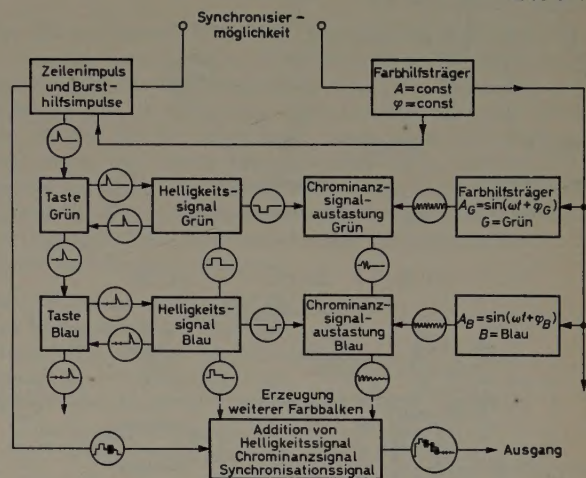 Synchronisier-
möglichkeit
Zeilenimpuls
und Burst-
hilfsimpulse
Farbhilfsträger
A = const
φ = const
Taste
Grün
Helligkeits-
signal
Grün
Chrominanz-
signal-
austastung
Grün
Farbhilfsträger
A_G = sin(ωt + φ_G)
G = Grün
Taste
Blau
Helligkeits-
signal
Blau
Chrominanz-
signal-
austastung
Blau
A_B = sin(ωt + φ_B)
B = Blau
Erzeugung
weiterer Farbbalken
Addition von
Helligkeitssignal
Chrominanzsignal
Synchronisationssignal
Ausgang